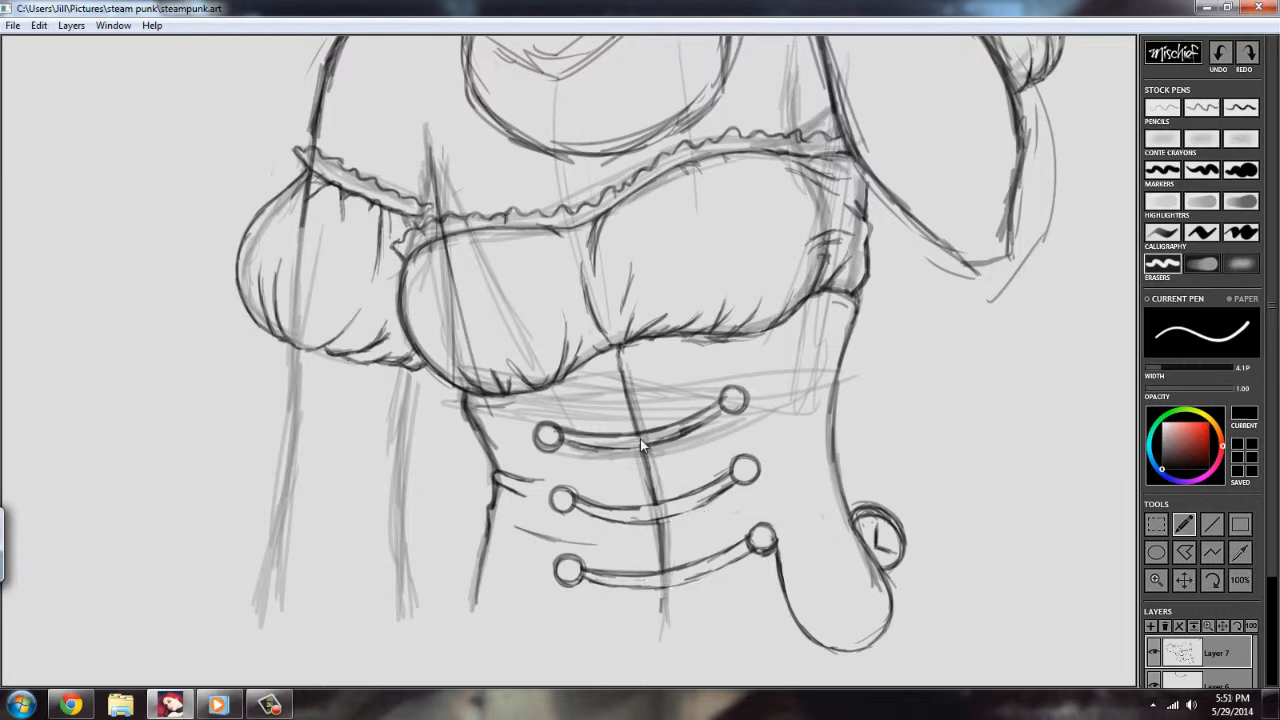 C:\Users\Jill\Pictures\steam punk\steampunk.art
File Edit Layers Window Help
mischief
UNDO REDO
STOCK PENS
PENCILS
CONTE CRAYONS
MARKERS
HIGHLIGHTERS
CALLIGRAPHY
ERASERS
CURRENT PEN PAPER
4.1P
WIDTH
1.00
OPACITY
CURRENT
SAVED
TOOLS
100%
LAYERS
100
Layer 7
5:51 PM
5/29/2014